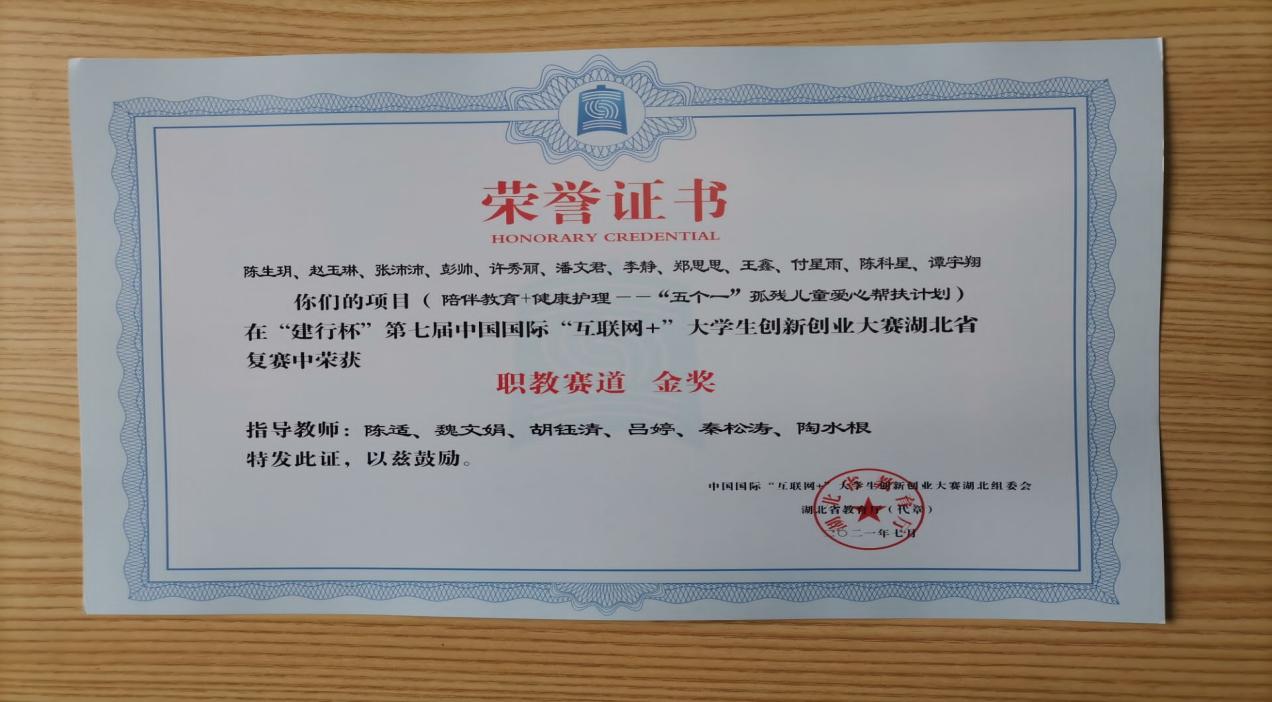 荣誉证书
HONORARY CREDENTIAL
陈生玥、赵玉琳、张沛沛、彭帅、许秀丽、潘文君、李静、郑思思、王鑫、付星雨、陈科星、谭宇翔
你们的项目（陪伴教育+健康护理——“五个一”孤残儿童爱心帮扶计划）
在“建行杯”第七届中国国际“互联网+”大学生创新创业大赛湖北省
复赛中荣获
职教赛道 金奖
指导教师：陈适、魏文娟、胡钰清、吕婷、秦松涛、陶水根
特发此证，以兹鼓励。
中国国际“互联网+”大学生创新创业大赛湖北组委会
湖北省教育厅（代章）
二〇二一年七月
湖北省教育厅